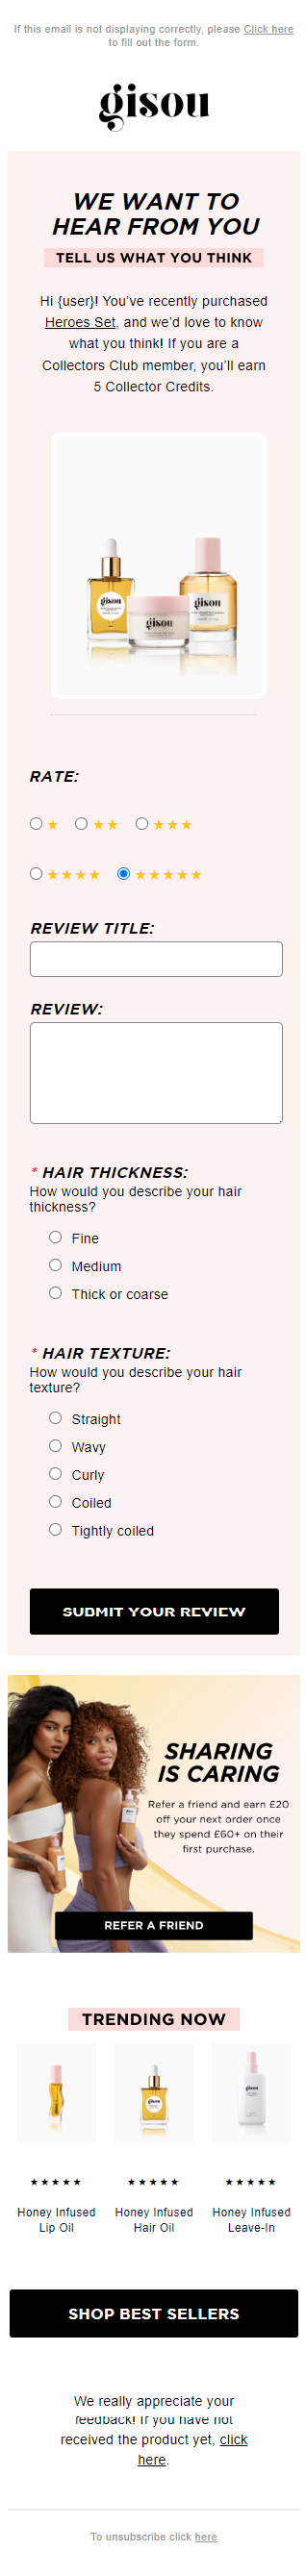 If this email is not displaying correctly, please Click here
to fill out the form.
gisou
WE WANT TO
HEAR FROM YOU
TELL US WHAT YOU THINK
Hi {user}! You've recently purchased
Heroes Set, and we'd love to know
what you think! If you are a
Collectors Club member, you'll earn
5 Collector Credits.
gisou
gisou
gisou
RATE:
REVIEW TITLE:
REVIEW:
* HAIR THICKNESS:
How would you describe your hair
thickness?
Fine
Medium
Thick or coarse
* HAIR TEXTURE:
How would you describe your hair
texture?
Straight
Wavy
Curly
Coiled
Tightly coiled
SUBMIT YOUR REVIEW
SHARING
IS CARING
Refer a friend and earn £20
off your next order once
they spend £60+ on their
first purchase.
REFER A FRIEND
TRENDING NOW
gisou
gisou
Honey Infused
Lip Oil
Honey Infused
Hair Oil
Honey Infused
Leave-In
SHOP BEST SELLERS
We really appreciate your
feedback! If you have not
received the product yet, click
here.
To unsubscribe click here